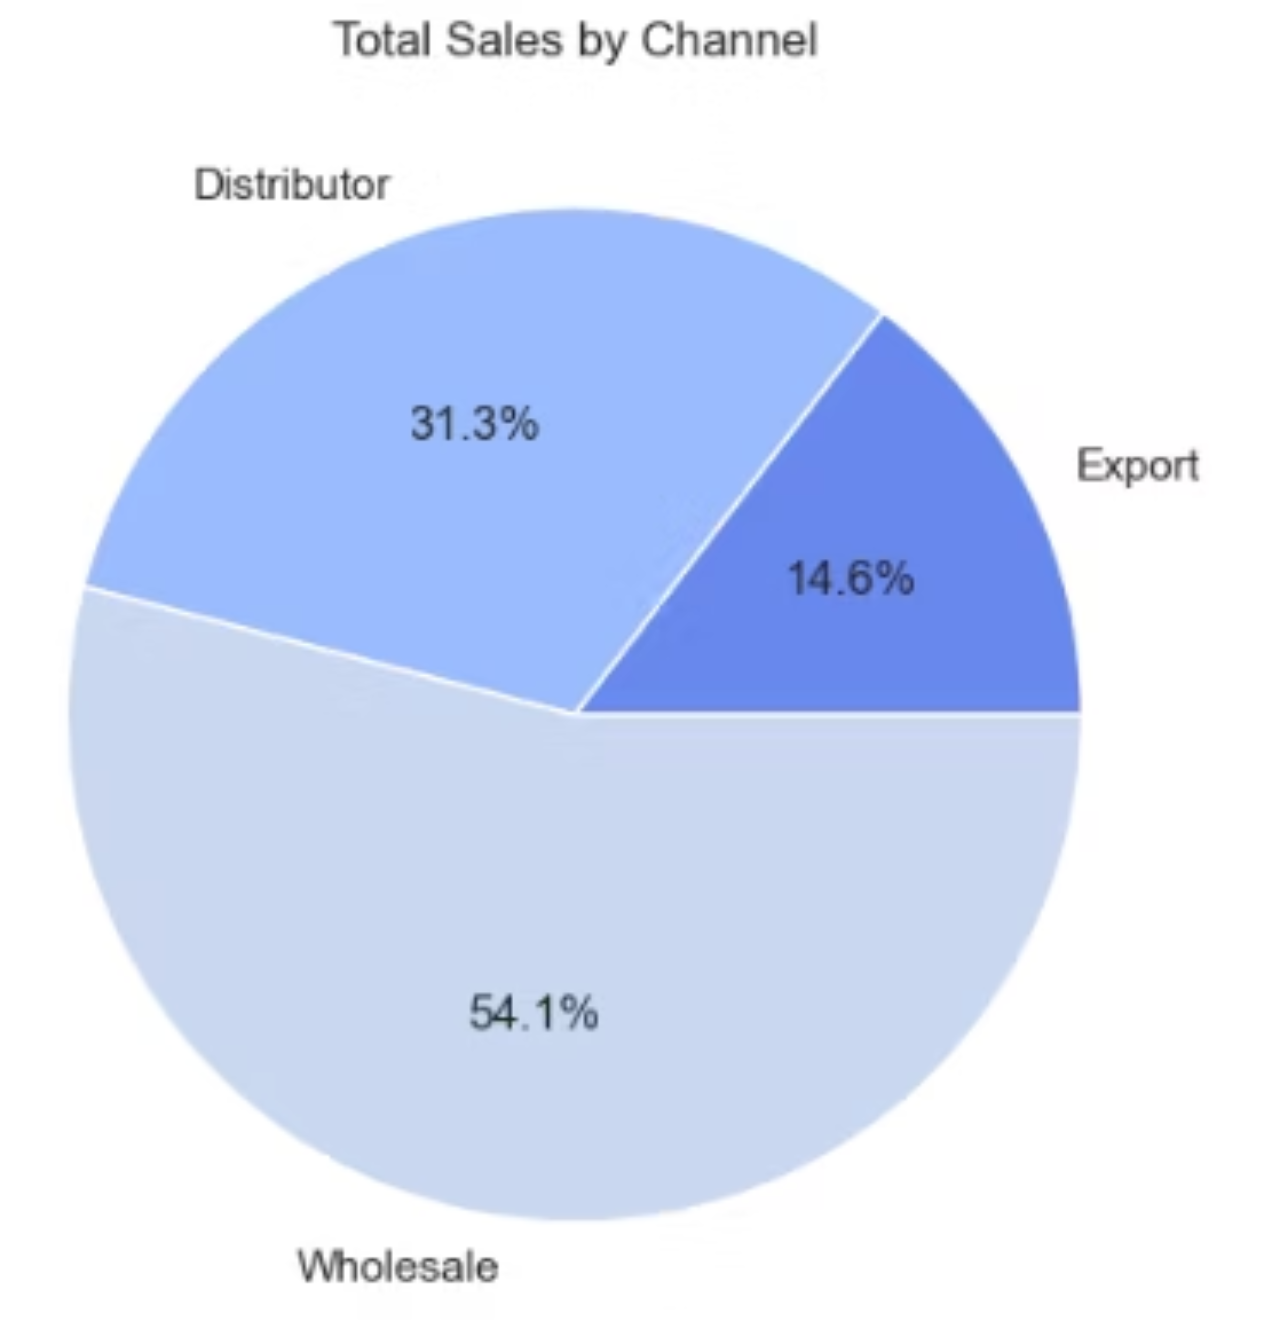 Total Sales by Channel
Distributor
31.3%
Export
14.6%
54.1%
Wholesale